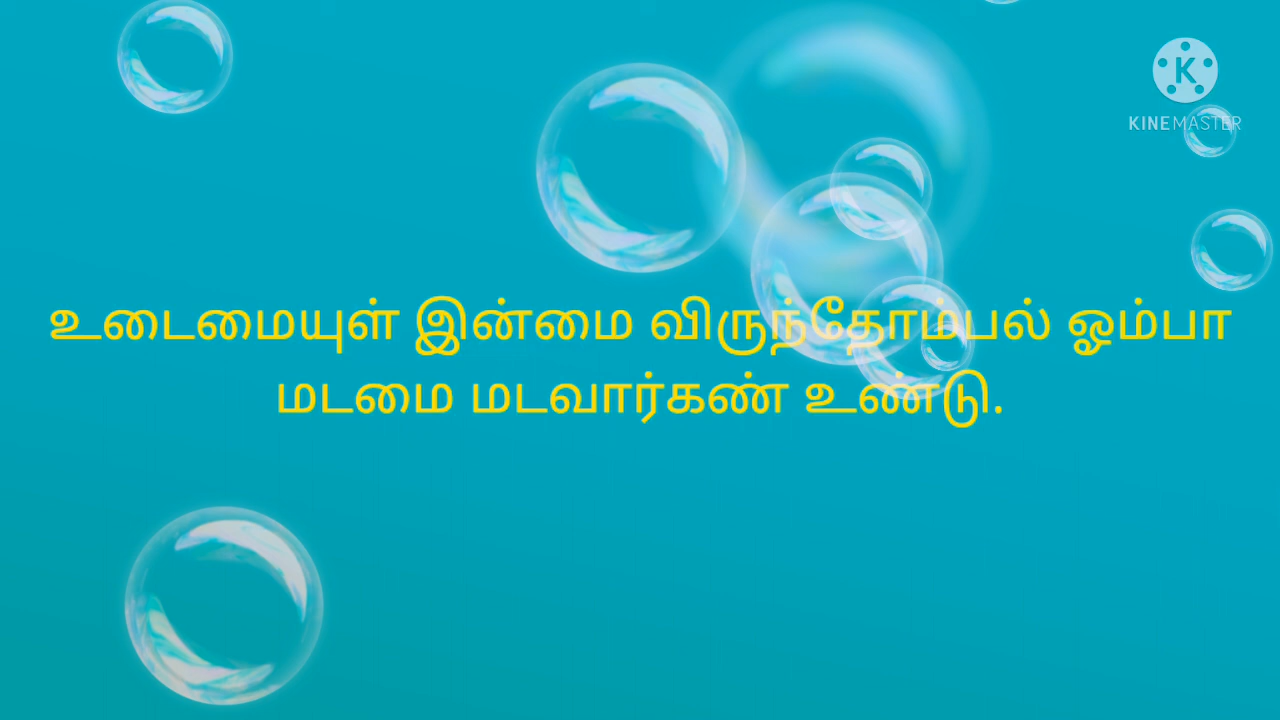 KINEMASTER
உடைமையுள் இன்மை விருந்தோம்பல் ஓம்பா
மடமை மடவார்கண் உண்டு.